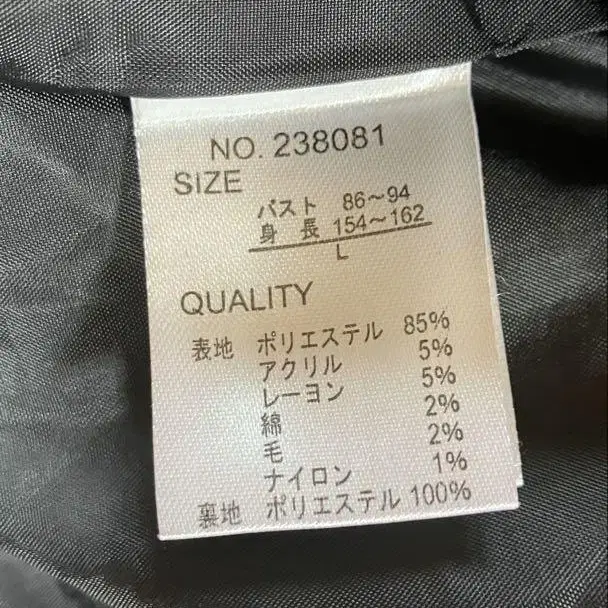 NO. 238081
SIZE
バスト 86～94
身 長 154～162
L
QUALITY
表地 ポリエステル 85%
アクリル 5%
レーヨン 5%
綿 2%
毛 2%
ナイロン 1%
裏地 ポリエステル 100%